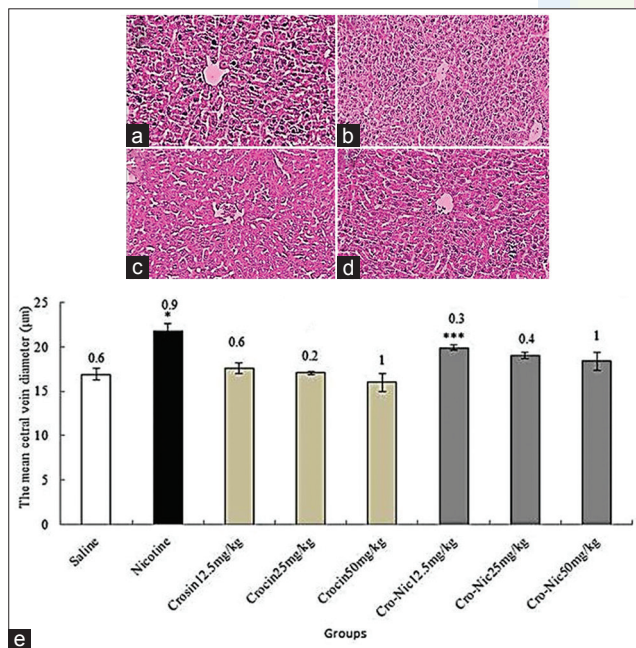 a
b
c
d
The mean cetral vein diameter (µm)
25
20
15
10
5
0
0.6
0.9
*
0.6
0.2
1
0.3
***
0.4
1
Saline
Nicotine
Crosin12.5mg/kg
Crocin25mg/kg
Crocin50mg/kg
Cro-Nic12.5mg/kg
Cro-Nic25mg/kg
Cro-Nic50mg/kg
Groups
e